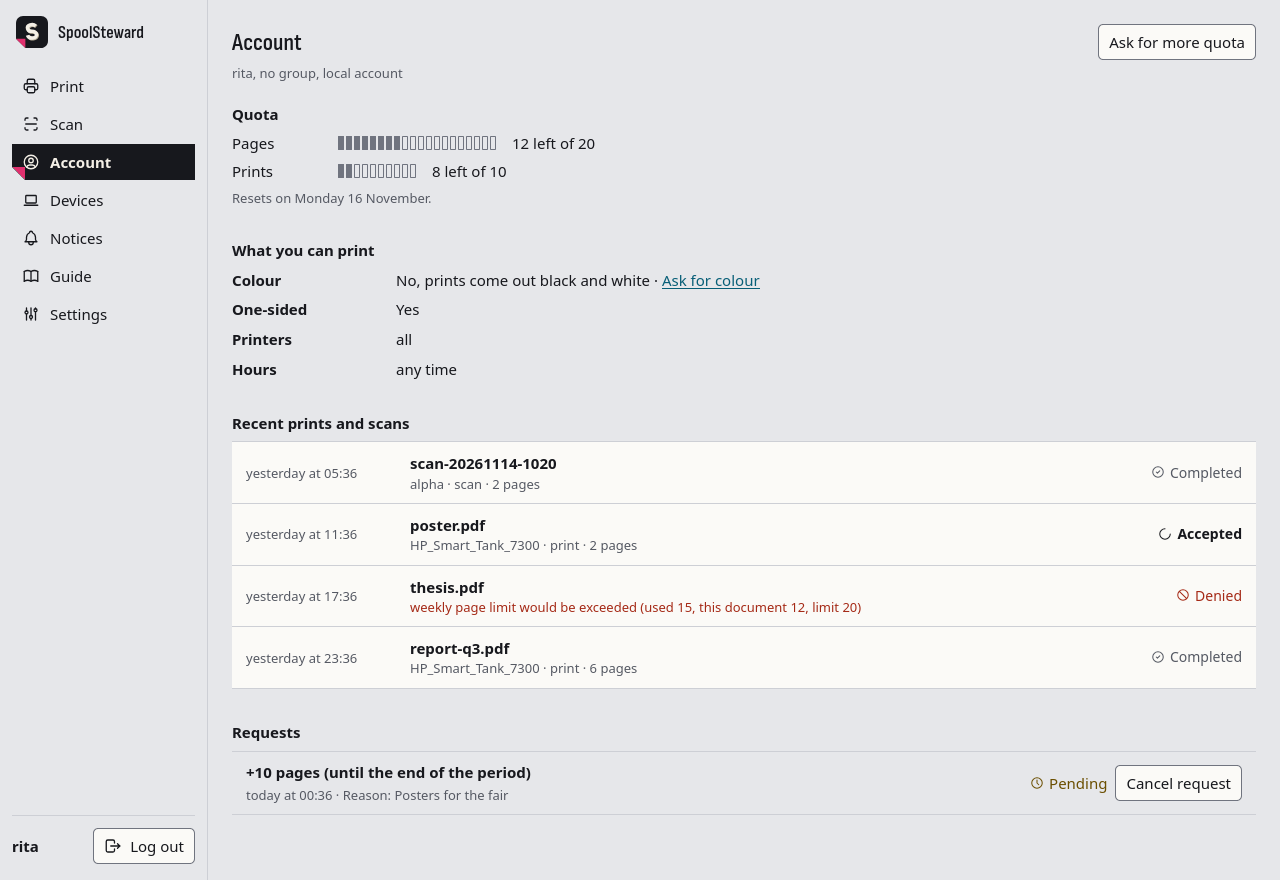 S SpoolSteward
Print
Scan
Account
Devices
Notices
Guide
Settings
rita
Log out
Account
Ask for more quota
rita, no group, local account
Quota
Pages 12 left of 20
Prints 8 left of 10
Resets on Monday 16 November.
What you can print
Colour No, prints come out black and white · Ask for colour
One-sided Yes
Printers all
Hours any time
Recent prints and scans
yesterday at 05:36 scan-20261114-1020 Completed
alpha · scan · 2 pages
yesterday at 11:36 poster.pdf Accepted
HP_Smart_Tank_7300 · print · 2 pages
yesterday at 17:36 thesis.pdf Denied
weekly page limit would be exceeded (used 15, this document 12, limit 20)
yesterday at 23:36 report-q3.pdf Completed
HP_Smart_Tank_7300 · print · 6 pages
Requests
+10 pages (until the end of the period)
today at 00:36 · Reason: Posters for the fair
Pending Cancel request